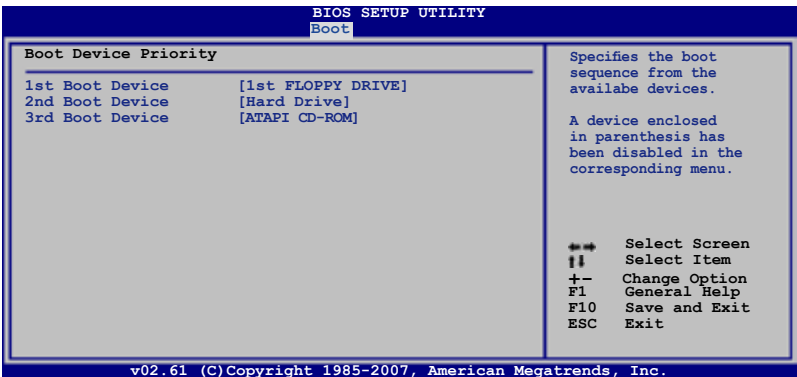 BIOS SETUP UTILITY
Boot
Boot Device Priority
1st Boot Device [1st FLOPPY DRIVE]
2nd Boot Device [Hard Drive]
3rd Boot Device [ATAPI CD-ROM]
Specifies the boot
sequence from the
availabe devices.
A device enclosed
in parenthesis has
been disabled in the
corresponding menu.
←→ Select Screen
↑↓ Select Item
+- Change Option
F1 General Help
F10 Save and Exit
ESC Exit
v02.61 (C)Copyright 1985-2007, American Megatrends, Inc.